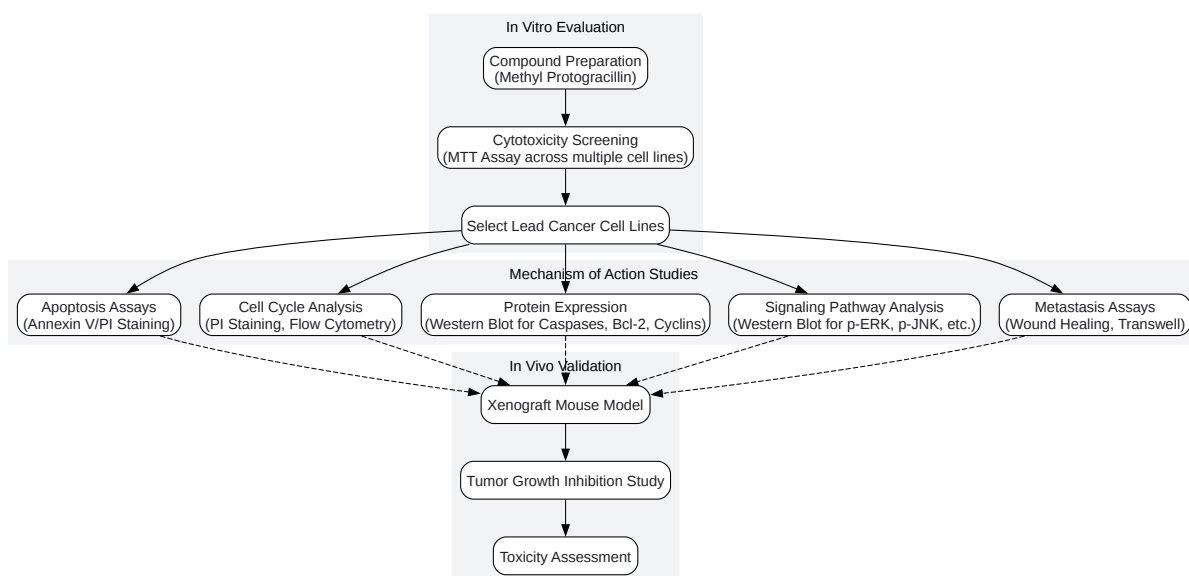 In Vitro Evaluation
Compound Preparation
(Methyl Protogracillin)
Cytotoxicity Screening
(MTT Assay across multiple cell lines)
Select Lead Cancer Cell Lines
Mechanism of Action Studies
Apoptosis Assays
(Annexin V/PI Staining)
Cell Cycle Analysis
(PI Staining, Flow Cytometry)
Protein Expression
(Western Blot for Caspases, Bcl-2, Cyclins)
Signaling Pathway Analysis
(Western Blot for p-ERK, p-JNK, etc.)
Metastasis Assays
(Wound Healing, Transwell)
In Vivo Validation
Xenograft Mouse Model
Tumor Growth Inhibition Study
Toxicity Assessment